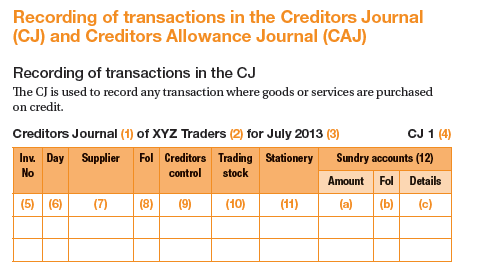 Recording of transactions in the Creditors Journal
(CJ) and Creditors Allowance Journal (CAJ)
Recording of transactions in the CJ
The CJ is used to record any transaction where goods or services are purchased
on credit.
Creditors Journal (1) of XYZ Traders (2) for July 2013 (3) CJ 1 (4)
Inv. No Day Supplier Fol Creditors control Trading stock Stationery Sundry accounts (12)
Amount Fol Details
(5) (6) (7) (8) (9) (10) (11) (a) (b) (c)